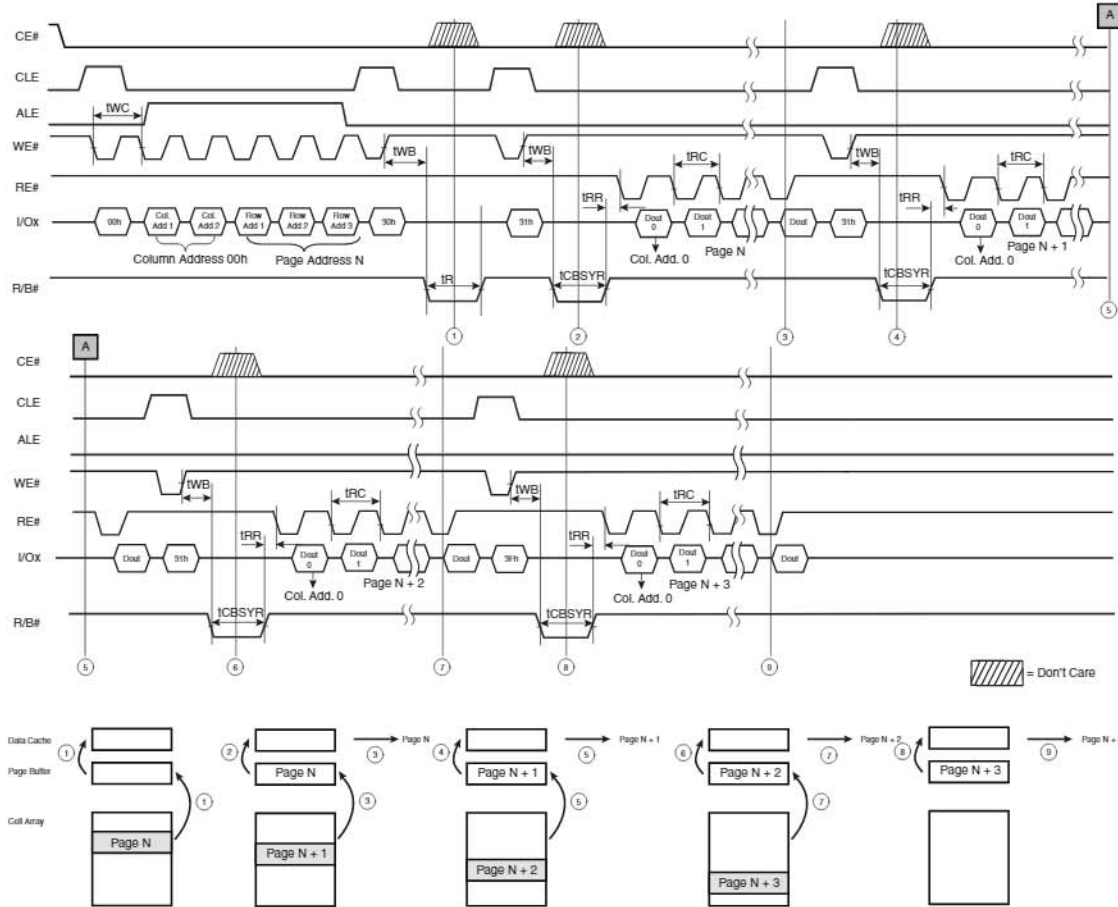 A
CE#
CLE
ALE
tWC
WE#
tWB tWB tWB
RE#
tRC tRC
tRR tRR
I/Ox 00h Col. Add 1 Col. Add 2 Row Add 1 Row Add 2 Row Add 3 30h 31h Dout 0 Dout 1 Dout 31h Dout 0 Dout 1
Column Address 00h Page Address N Page N Page N + 1
Col. Add. 0 Col. Add. 0
R/B# tR tCBSYR tCBSYR
1 2 3 4 5
A
CE#
CLE
ALE
WE#
tWB tWB
RE#
tRC tRC
tRR tRR
I/Ox Dout 31h Dout 0 Dout 1 Dout 3Fh Dout 0 Dout 1 Dout
Page N + 2 Page N + 3
Col. Add. 0 Col. Add. 0
R/B# tCBSYR tCBSYR
5 6 7 8 9
= Don't Care
Data Cache 1 2 3 Page N 4 5 Page N + 1 6 7 Page N + 2 8 9 Page N +
Page Buffer Page N Page N + 1 Page N + 2 Page N + 3
1 3 5 7
Cell Array
Page N Page N + 1 Page N + 2 Page N + 3